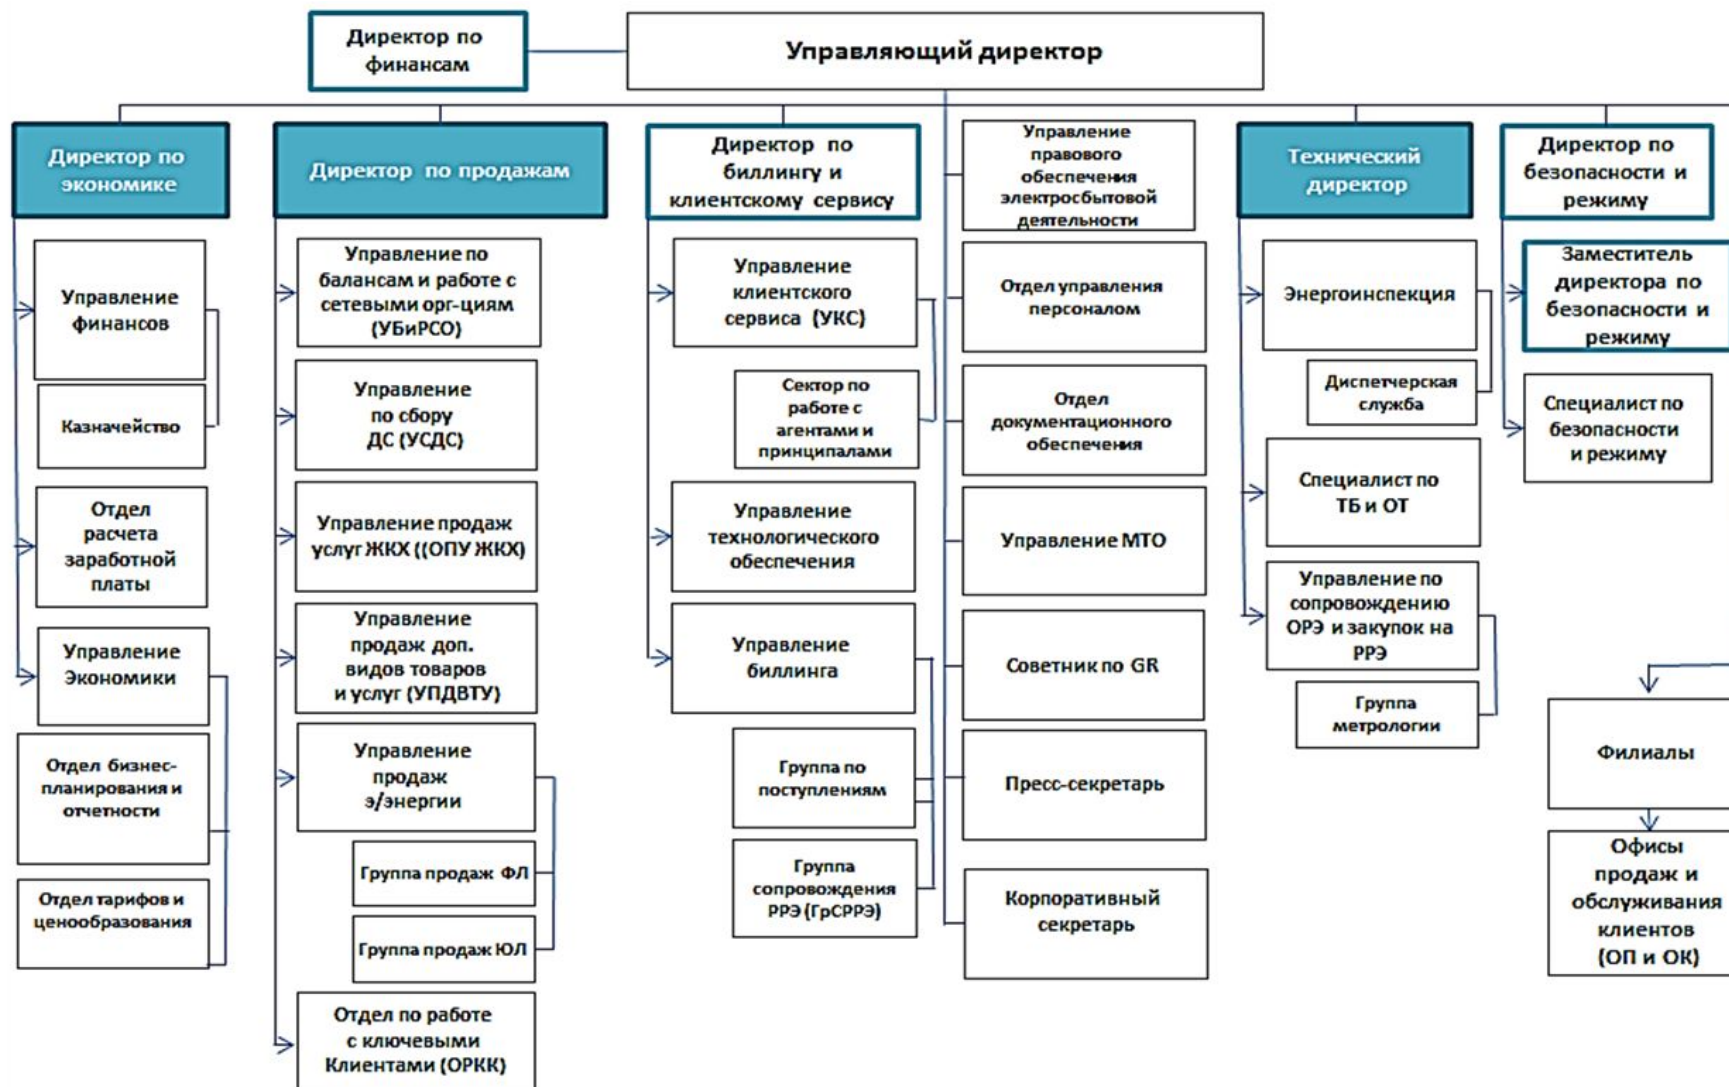 Директор по
финансам
Управляющий директор
Директор по
экономике
Управление
финансов
Казначейство
Отдел
расчета
заработной
платы
Управление
Экономики
Отдел бизнес-
планирования и
отчетности
Отдел тарифов и
ценообразования
Директор по продажам
Управление по
балансам и работе с
сетевыми орг-циям
(УБиРСО)
Управление
по сбору
ДС (УСДС)
Управление продаж
услуг ЖКХ ((ОПУ ЖКХ)
Управление
продаж доп.
видов товаров
и услуг (УПДВТУ)
Управление
продаж
э/энергии
Группа продаж ФЛ
Группа продаж ЮЛ
Отдел по работе
с ключевыми
Клиентами (ОРКК)
Директор по
биллингу и
клиентскому сервису
Управление
клиентского
сервиса (УКС)
Сектор по
работе с
агентами и
принципалами
Управление
технологического
обеспечения
Управление
биллинга
Группа по
поступлениям
Группа
сопровождения
РРЭ (ГрСРРЭ)
Управление
правового
обеспечения
электросбытовой
деятельности
Отдел управления
персоналом
Отдел
документационного
обеспечения
Управление МТО
Советник по GR
Пресс-секретарь
Корпоративный
секретарь
Технический
директор
Энергоинспекция
Диспетчерская
служба
Специалист по
ТБ и ОТ
Управление по
сопровождению
ОРЭ и закупок на
РРЭ
Группа
метрологии
Директор по
безопасности и
режиму
Заместитель
директора по
безопасности и
режиму
Специалист по
безопасности
и режиму
Филиалы
Офисы
продаж и
обслуживания
клиентов
(ОП и ОК)